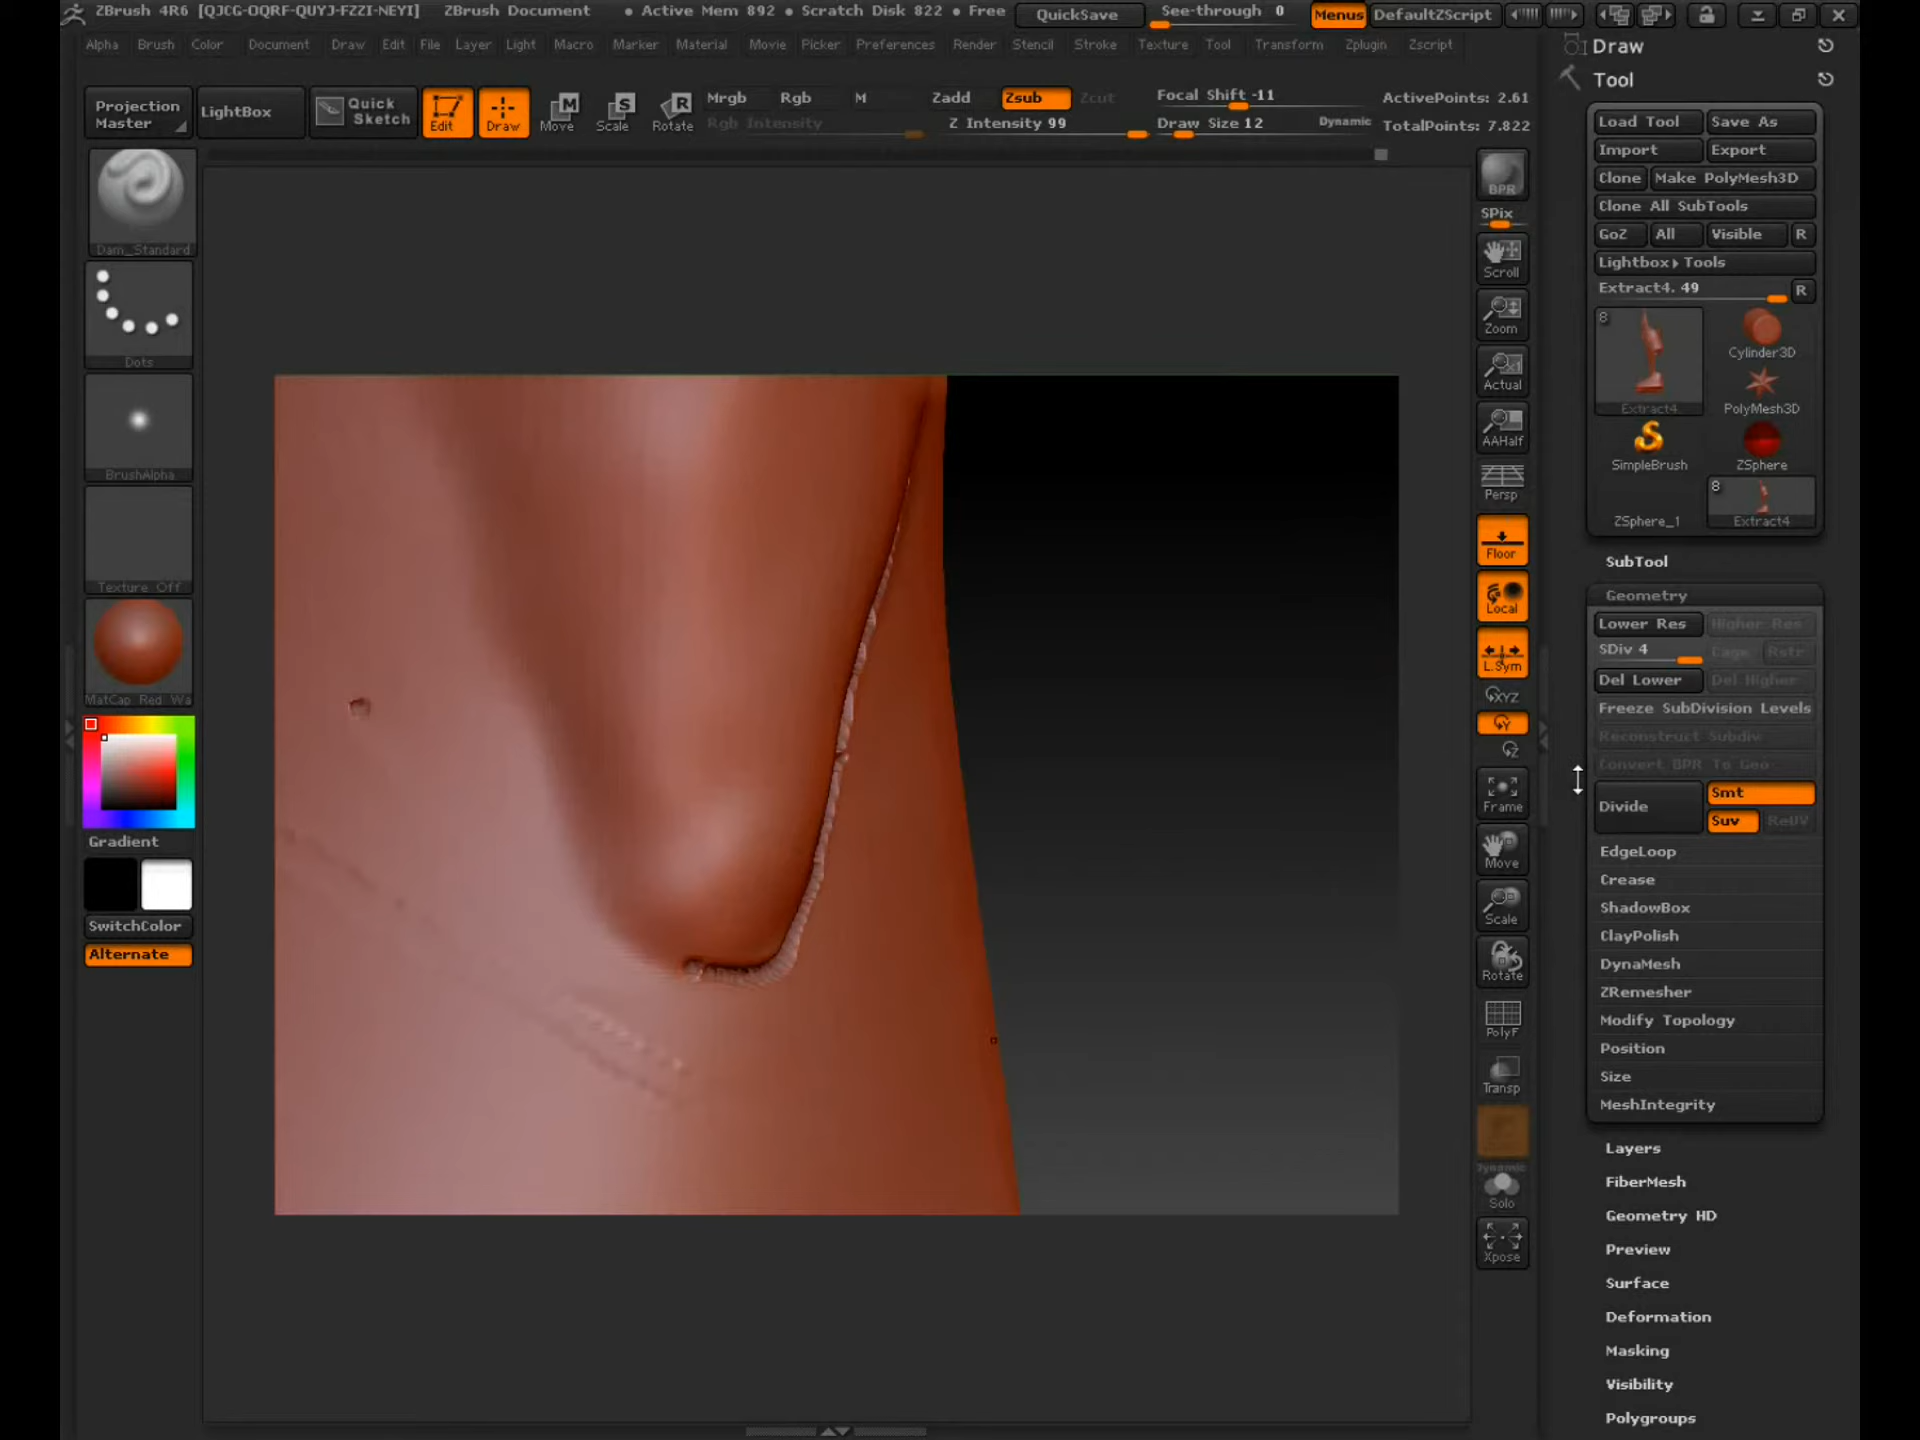 ZBrush 4R6 [QJCG-OQRF-QUYJ-FZZI-NEYI] ZBrush Document • Active Mem 892 • Scratch Disk 822 • Free QuickSave See-through 0 Menus DefaultZScript
Alpha Brush Color Document Draw Edit File Layer Light Macro Marker Material Movie Picker Preferences Render Stencil Stroke Texture Tool Transform Zplugin Zscript
Draw
Tool
Projection Master
LightBox
Quick Sketch
Edit
Draw
Move
Scale
Rotate
Mrgb Rgb M
Rgb Intensity
Zadd Zsub Zcut
Z Intensity 99
Focal Shift -11
Draw Size 12 Dynamic
ActivePoints: 2.61
TotalPoints: 7.822
Dam_Standard
Dots
BrushAlpha
Texture Off
MatCap Red Wa
Gradient
SwitchColor
Alternate
BPR
SPix
Scroll
Zoom
Actual
AAHalf
Persp
Floor
Local
L.Sym
XYZ
Y
Z
Frame
Move
Scale
Rotate
PolyF
Transp
Dynamic
Solo
Xpose
Load Tool Save As
Import Export
Clone Make PolyMesh3D
Clone All SubTools
GoZ All Visible R
Lightbox▸Tools
Extract4. 49 R
8
Extract4
Cylinder3D
PolyMesh3D
SimpleBrush
ZSphere
ZSphere_1
8
Extract4
SubTool
Geometry
Lower Res Higher Res
SDiv 4 Cage Rstr
Del Lower Del Higher
Freeze SubDivision Levels
Reconstruct Subdiv
Convert BPR To Geo
Divide Smt
Suv ReUV
EdgeLoop
Crease
ShadowBox
ClayPolish
DynaMesh
ZRemesher
Modify Topology
Position
Size
MeshIntegrity
Layers
FiberMesh
Geometry HD
Preview
Surface
Deformation
Masking
Visibility
Polygroups